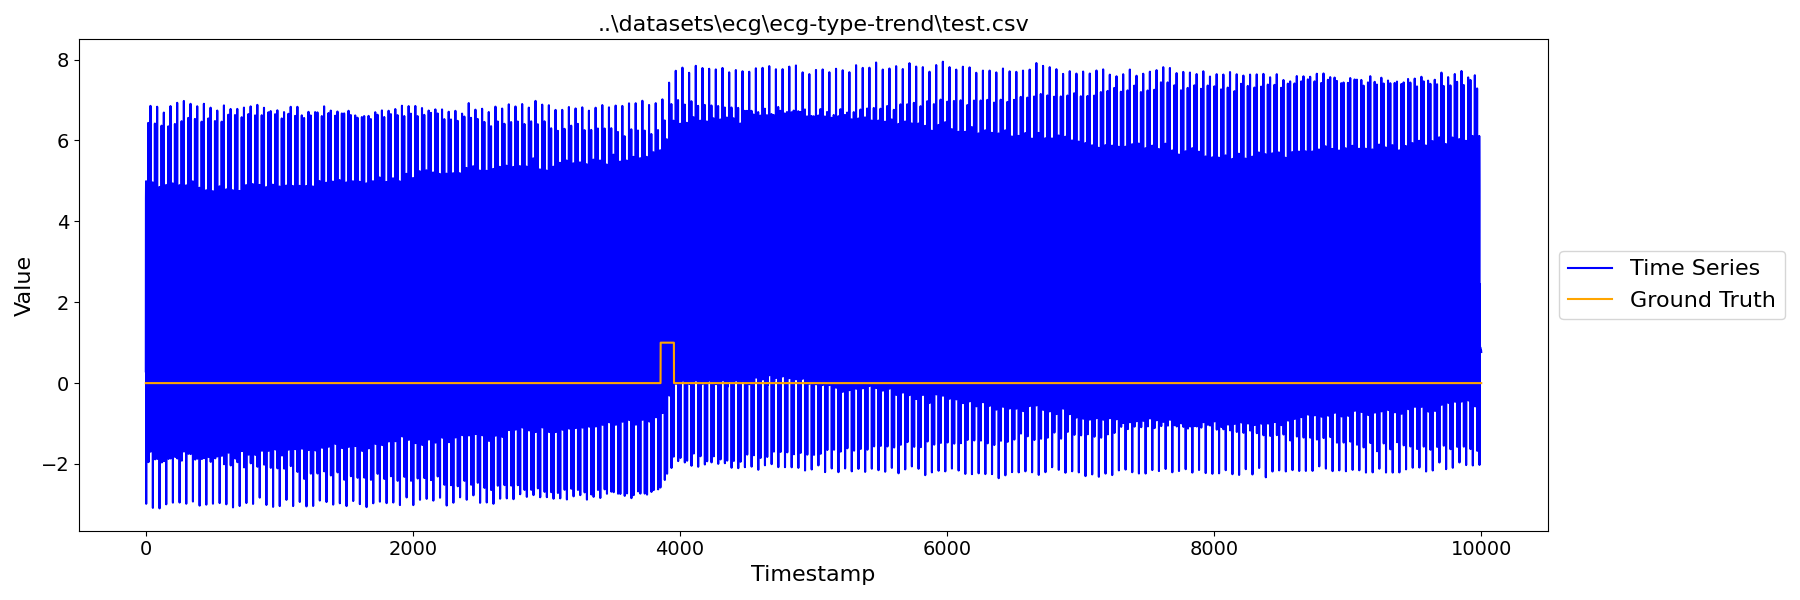 ..\datasets\ecg\ecg-type-trend\test.csv
8
6
4
2
0
−2
Value
0 2000 4000 6000 8000 10000
Timestamp
Time Series
Ground Truth